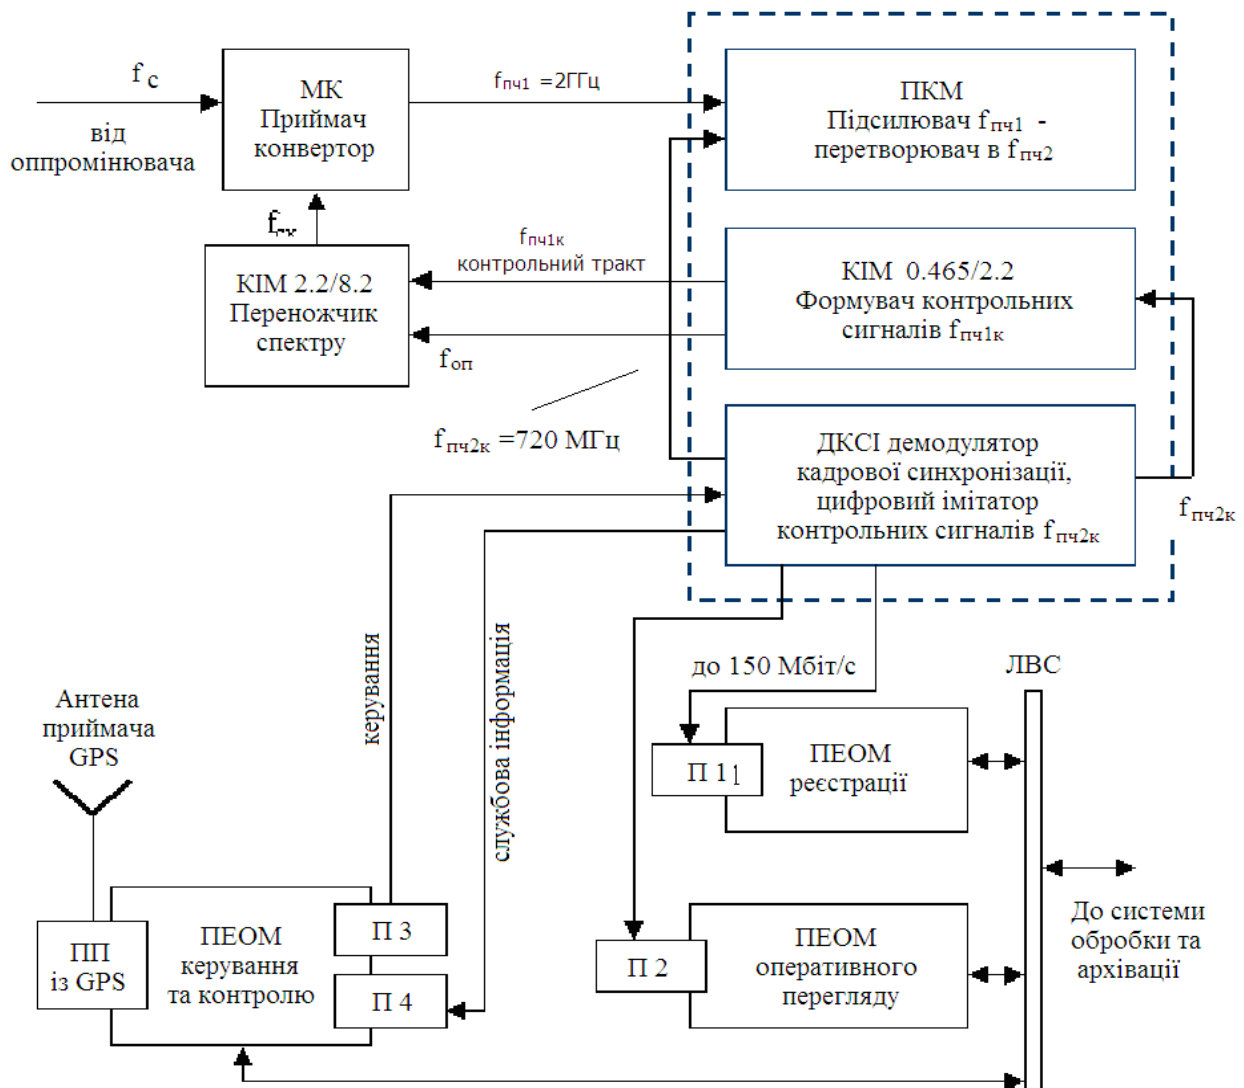 f с
від
оппромінювача
МК
Приймач
конвертор
fпч1 =2ГГц
ПКМ
Підсилювач fпч1 -
перетворювач в fпч2
fпч1к
контрольний тракт
КІМ 2.2/8.2
Переножчик
спектру
fоп
КІМ 0.465/2.2
Формувач контрольних
сигналів fпч1к
fпч2к =720 МГц
ДКСІ демодулятор
кадрової синхронізації,
цифровий імітатор
контрольних сигналів fпч2к
fпч2к
керування
службова інформація
до 150 Мбіт/с
ЛВС
Антена
приймача
GPS
П 11
ПЕОМ
реєстрації
ПП
із GPS
ПЕОМ
керування
та контролю
П 3
П 4
П 2
ПЕОМ
оперативного
перегляду
До системи
обробки та
архівації